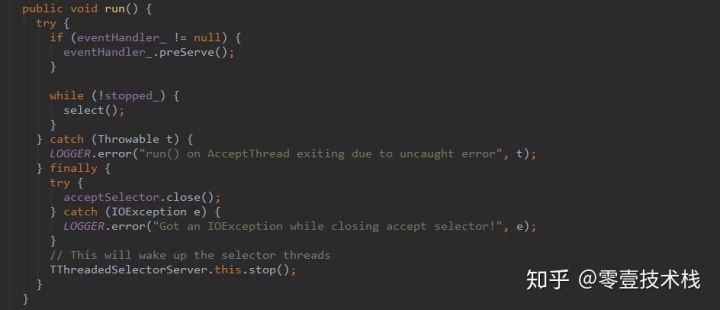 public void run() {
  try {
    if (eventHandler_ != null) {
      eventHandler_.preServe();
    }

    while (!stopped_) {
      select();
    }
  } catch (Throwable t) {
    LOGGER.error("run() on AcceptThread exiting due to uncaught error", t);
  } finally {
    try {
      acceptSelector.close();
    } catch (IOException e) {
      LOGGER.error("Got an IOException while closing accept selector!", e);
    }
    // This will wake up the selector threads
    TThreadedSelectorServer.this.stop();
  }
}
知乎 @零壹技术栈